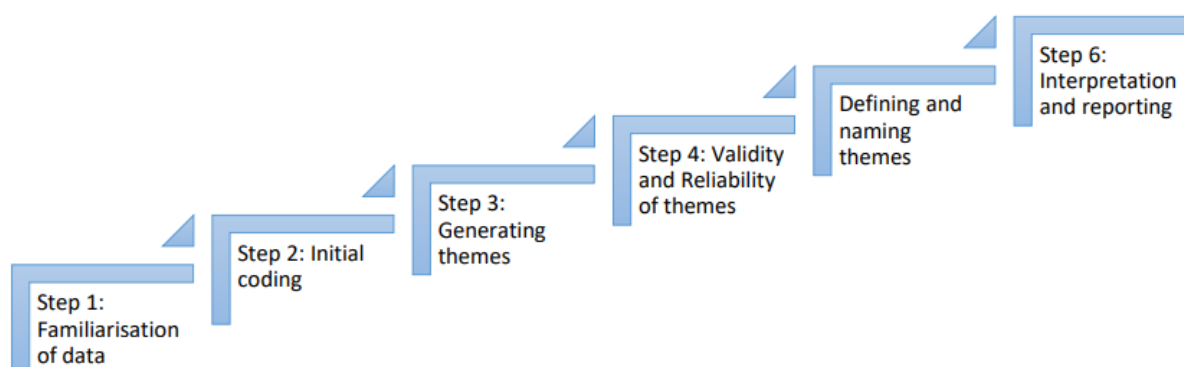 Step 1:
Familiarisation
of data
Step 2: Initial
coding
Step 3:
Generating
themes
Step 4: Validity
and Reliability
of themes
Defining and
naming
themes
Step 6:
Interpretation
and reporting